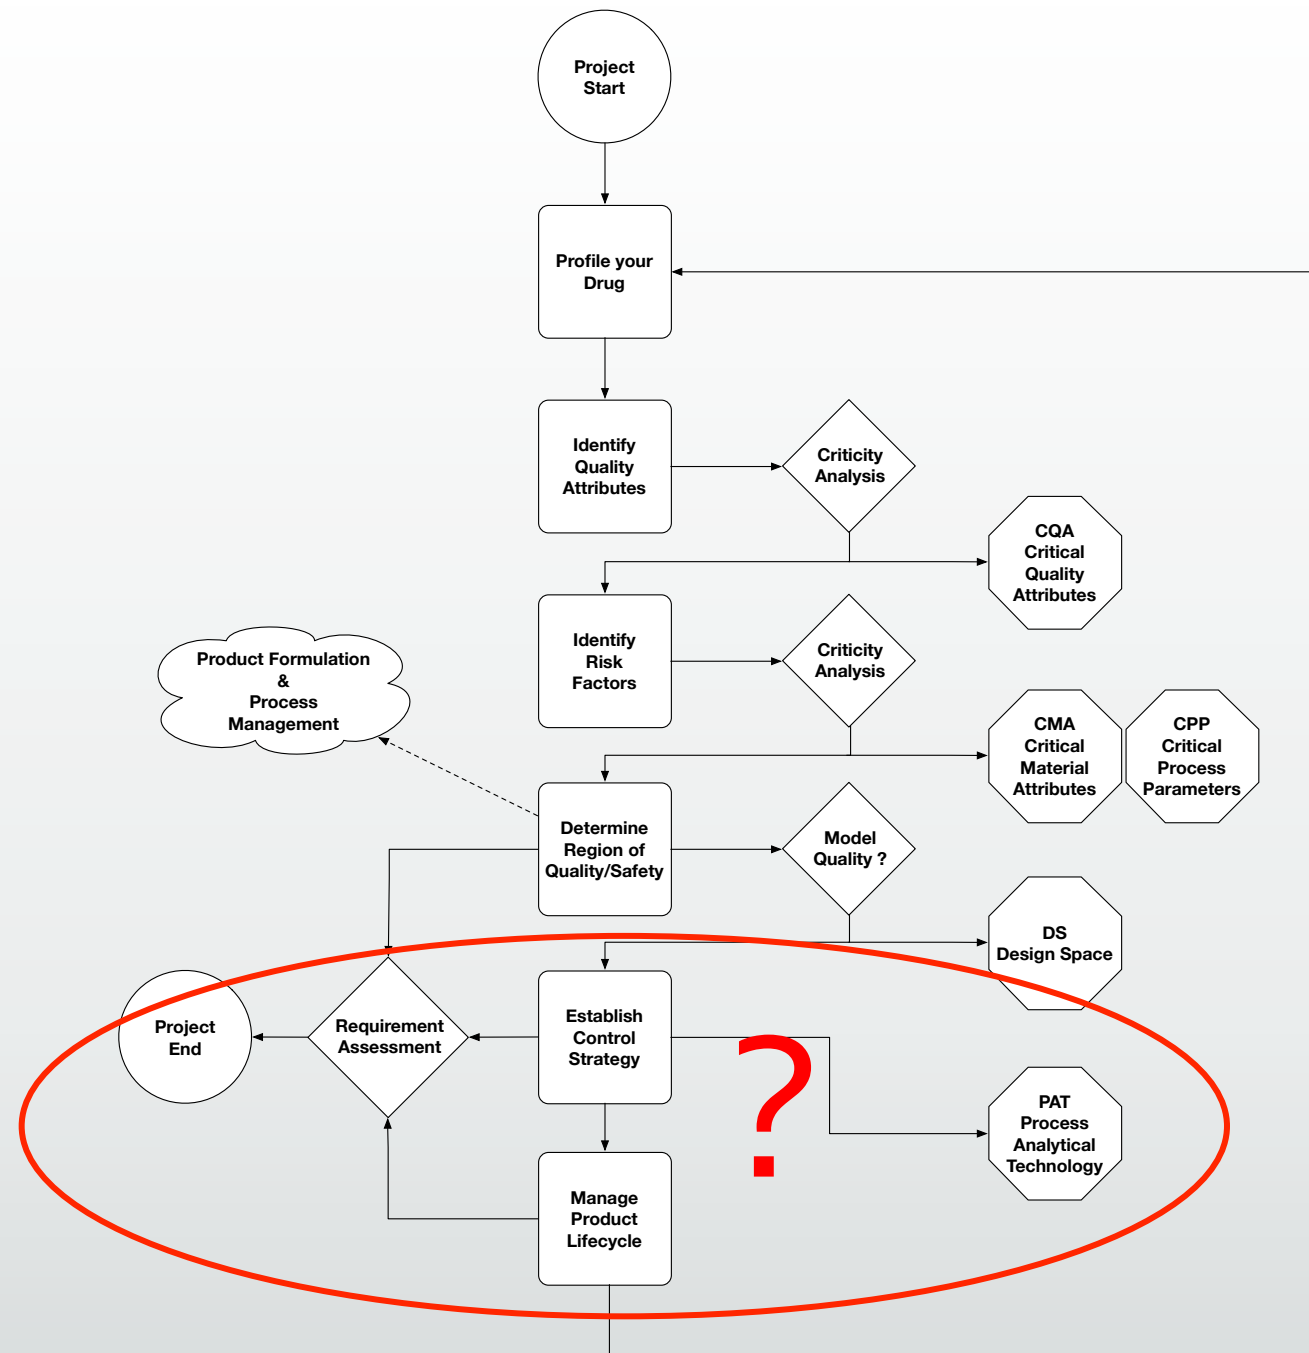 Project
Start
Profile your
Drug
Identify
Quality
Attributes
Criticity
Analysis
CQA
Critical
Quality
Attributes
Identify
Risk
Factors
Criticity
Analysis
Product Formulation
&
Process
Management
CMA
Critical
Material
Attributes
CPP
Critical
Process
Parameters
Determine
Region of
Quality/Safety
Model
Quality ?
DS
Design Space
Project
End
Requirement
Assessment
Establish
Control
Strategy
?
PAT
Process
Analytical
Technology
Manage
Product
Lifecycle